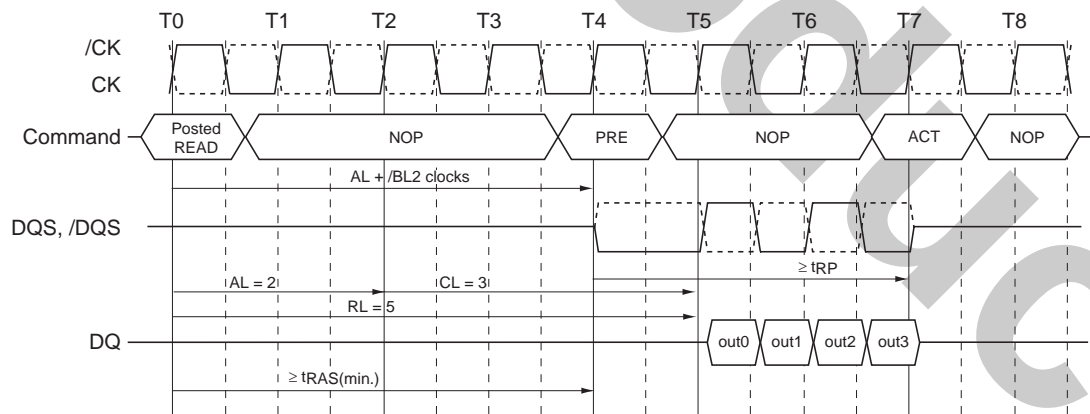 T0 T1 T2 T3 T4 T5 T6 T7 T8
/CK
CK
Command
Posted
READ
NOP
PRE
NOP
ACT
NOP
AL + /BL2 clocks
DQS, /DQS
≥ tRP
AL = 2
CL = 3
RL = 5
DQ
out0 out1 out2 out3
≥ tRAS(min.)